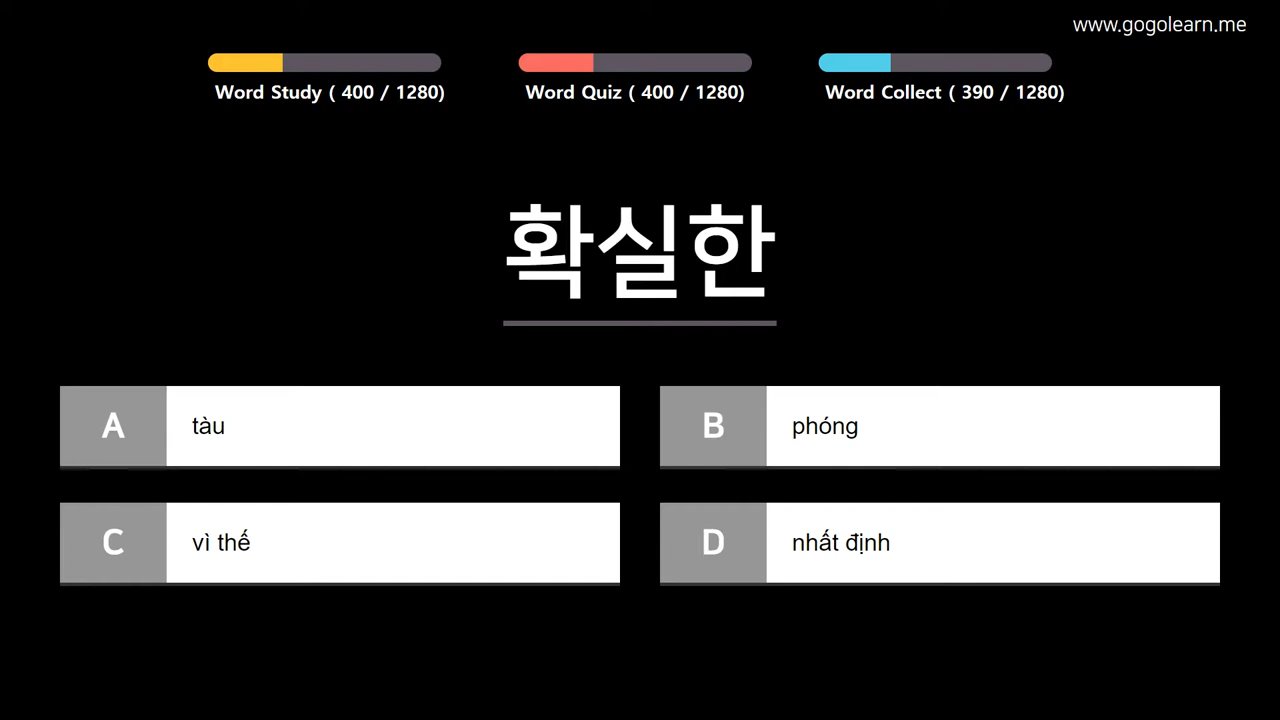 www.gogolearn.me
Word Study ( 400 / 1280)
Word Quiz ( 400 / 1280)
Word Collect ( 390 / 1280)
확실한
A tàu
B phóng
C vì thế
D nhất định